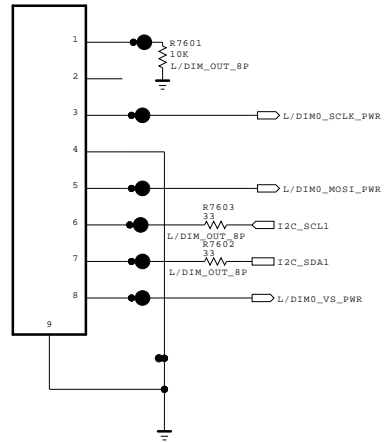 1
R7601
10K
L/DIM_OUT_8P
2
3
L/DIM0_SCLK_PWR
4
5
L/DIM0_MOSI_PWR
R7603
6
33
I2C_SCL1
L/DIM_OUT_8P
R7602
7
33
I2C_SDA1
L/DIM_OUT_8P
8
L/DIM0_VS_PWR
9